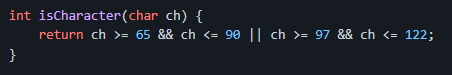 int isCharacter(char ch) {
    return ch >= 65 && ch <= 90 || ch >= 97 && ch <= 122;
}